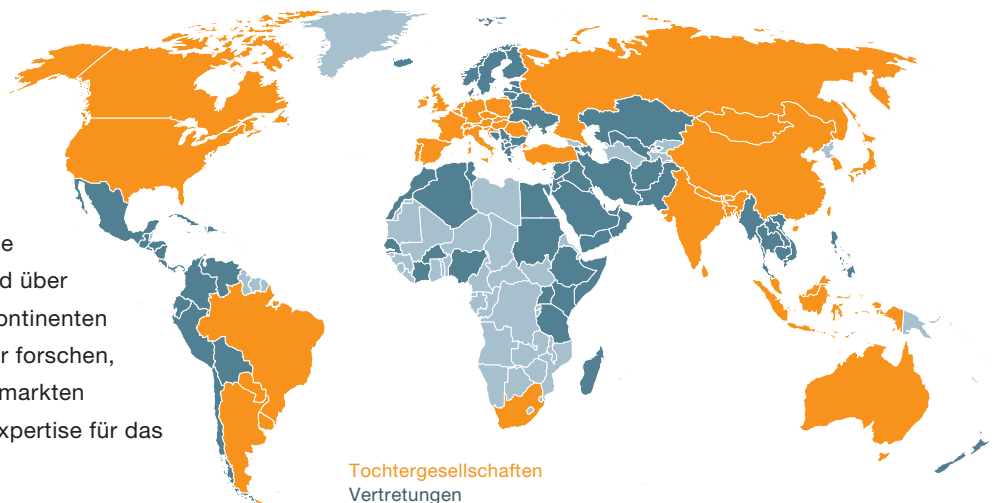 e
d über
ontinenten
r forschen,
markten
xpertise für das
Tochtergesellschaften
Vertretungen